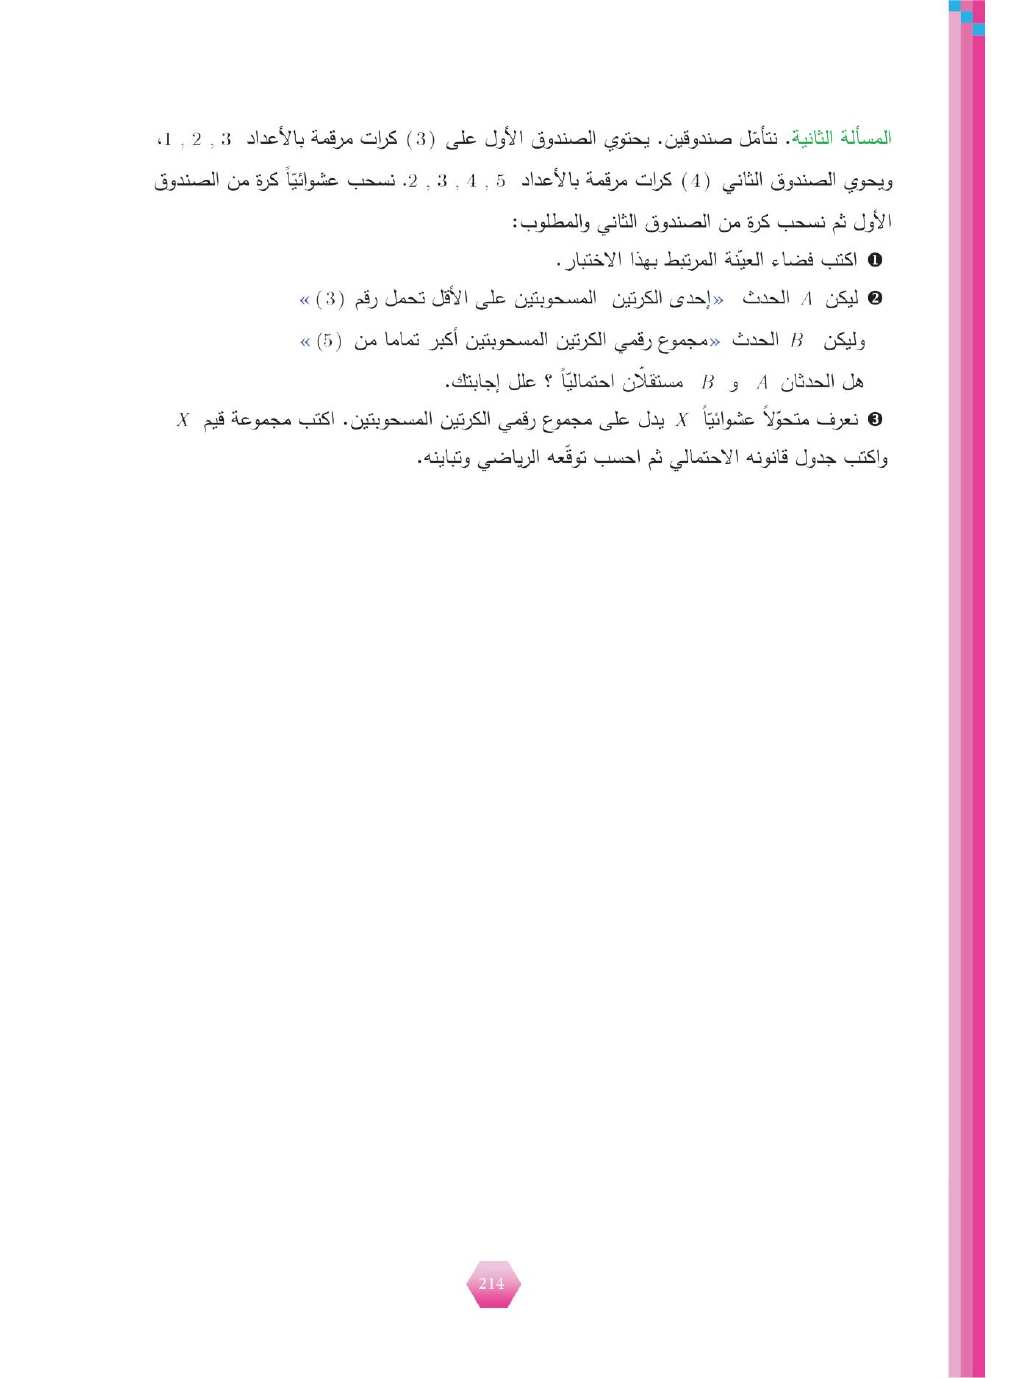 المسألة الثانية. نتأمّل صندوقين. يحتوي الصندوق الأول على (3) كرات مرقمة بالأعداد 3 , 2 , 1،
ويحوي الصندوق الثاني (4) كرات مرقمة بالأعداد 5 , 4 , 3 , 2. نسحب عشوائيّاً كرة من الصندوق
الأول ثم نسحب كرة من الصندوق الثاني والمطلوب:
❶ اكتب فضاء العيّنة المرتبط بهذا الاختبار.
❷ ليكن A الحدث «إحدى الكرتين المسحوبتين على الأقل تحمل رقم (3)»
وليكن B الحدث «مجموع رقمي الكرتين المسحوبتين أكبر تماما من (5)»
هل الحدثان A و B مستقلّان احتماليّاً ؟ علل إجابتك.
❸ نعرف متحوّلاً عشوائيّاً X يدل على مجموع رقمي الكرتين المسحوبتين. اكتب مجموعة قيم X
واكتب جدول قانونه الاحتمالي ثم احسب توقّعه الرياضي وتباينه.
214